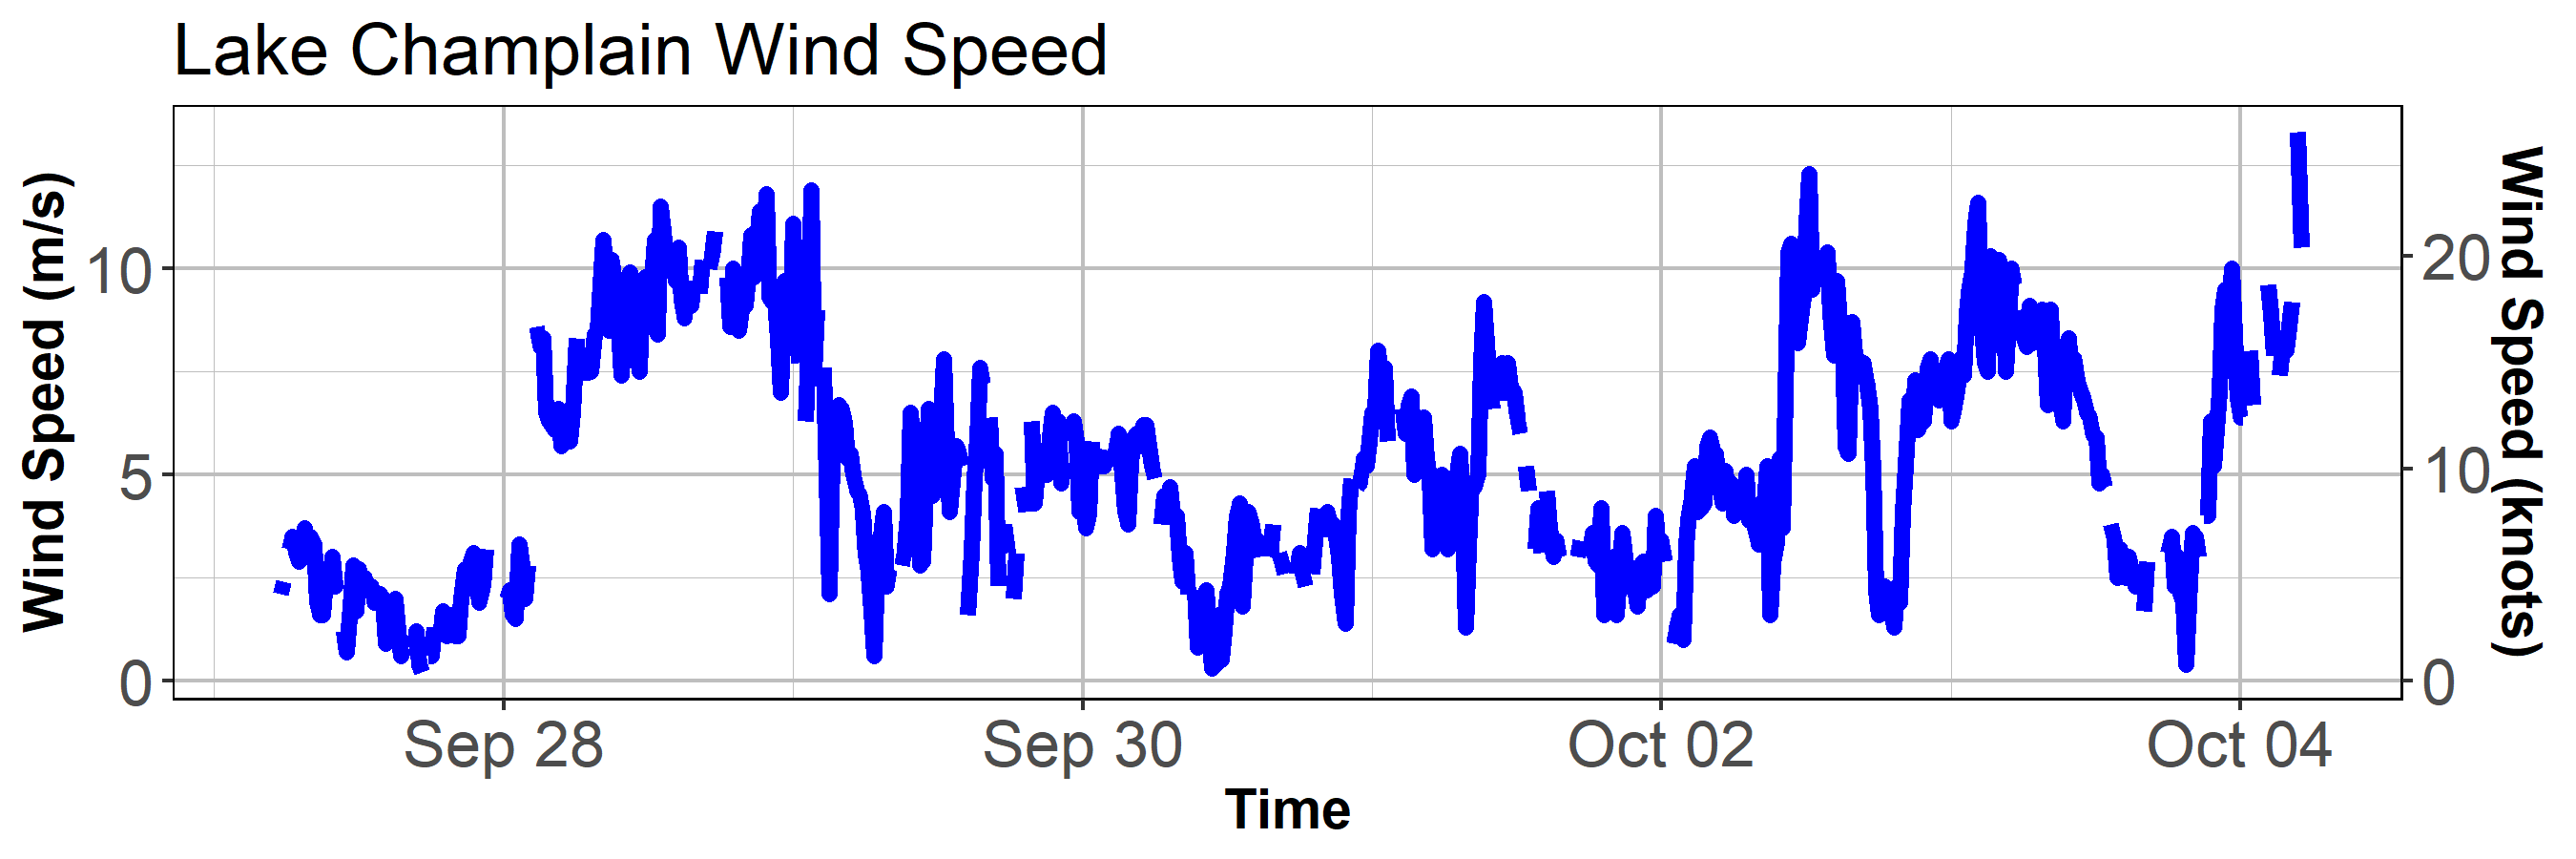 Lake Champlain Wind Speed
Wind Speed (m/s)
10
5
0
20
10
0
Wind Speed (knots)
Sep 28
Sep 30
Oct 02
Oct 04
Time